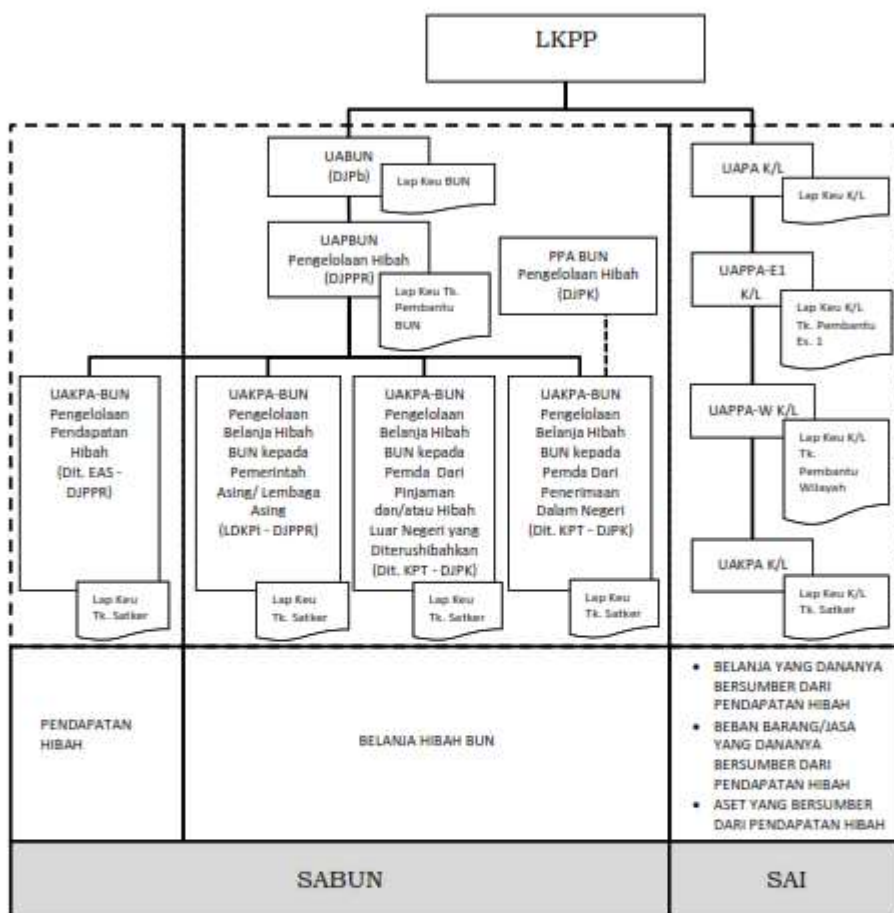 LKPP
UABUN
(DJPb)
Lap Keu BUN
UAPBUN
Pengelolaan Hibah
(DJPPR)
Lap Keu Tk.
Pembantu
BUN
PPA BUN
Pengelolaan Hibah
(DJPK)
UAPA K/L
Lap Keu K/L
UAPPA-E1
K/L
Lap Keu K/L
Tk. Pembantu
Es. 1
UAPPA-W K/L
Lap Keu K/L
Tk.
Pembantu
Wilayah
UAKPA K/L
Lap Keu K/L
Tk. Satker
UAKPA-BUN
Pengelolaan
Pendapatan
Hibah
(Dit. EAS -
DJPPR)
Lap Keu
Tk. Satker
UAKPA-BUN
Pengelolaan
Belanja Hibah
BUN kepada
Pemerintah
Asing/ Lembaga
Asing
(LDKPI - DJPPR)
Lap Keu
Tk. Satker
UAKPA-BUN
Pengelolaan
Belanja Hibah
BUN kepada
Pemda Dari
Pinjaman
dan/atau Hibah
Luar Negeri yang
Diterushibahkan
(Dit. KPT - DJPK)
Lap Keu
Tk. Satker
UAKPA-BUN
Pengelolaan
Belanja Hibah
BUN kepada
Pemda Dari
Penerimaan
Dalam Negeri
(Dit. KPT - DJPK)
Lap Keu
Tk. Satker
PENDAPATAN
HIBAH
BELANJA HIBAH BUN
• BELANJA YANG DANANYA
BERSUMBER DARI
PENDAPATAN HIBAH
• BEBAN BARANG/JASA
YANG DANANYA
BERSUMBER DARI
PENDAPATAN HIBAH
• ASET YANG BERSUMBER
DARI PENDAPATAN HIBAH
SABUN
SAI